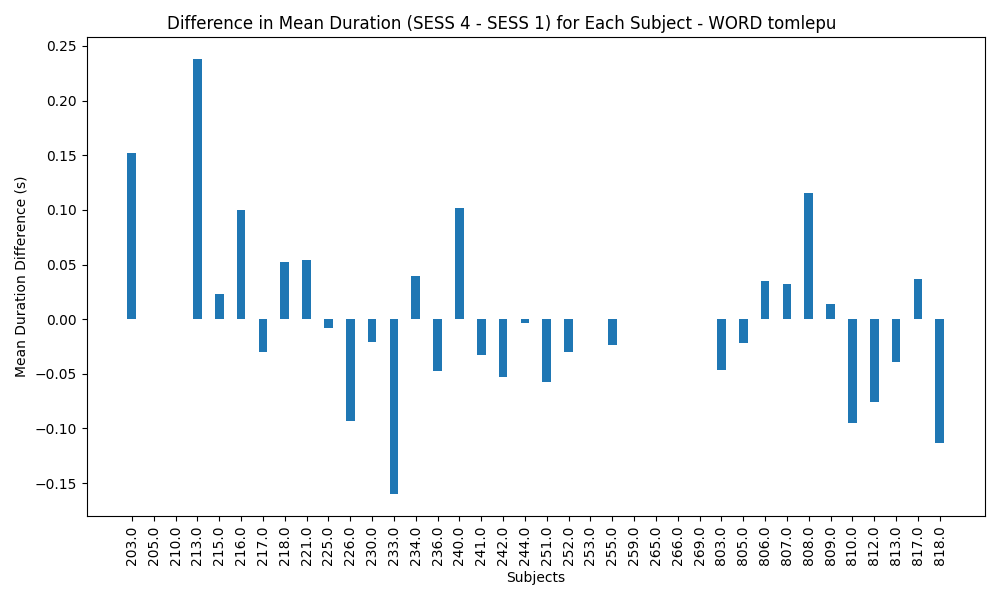 Difference in Mean Duration (SESS 4 - SESS 1) for Each Subject - WORD tomlepu
0.25
0.20
0.15
0.10
0.05
0.00
−0.05
−0.10
−0.15
Mean Duration Difference (s)
203.0 205.0 210.0 213.0 215.0 216.0 217.0 218.0 221.0 225.0 226.0 230.0 233.0 234.0 236.0 240.0 241.0 242.0 244.0 251.0 252.0 253.0 255.0 259.0 265.0 266.0 269.0 803.0 805.0 806.0 807.0 808.0 809.0 810.0 812.0 813.0 817.0 818.0
Subjects